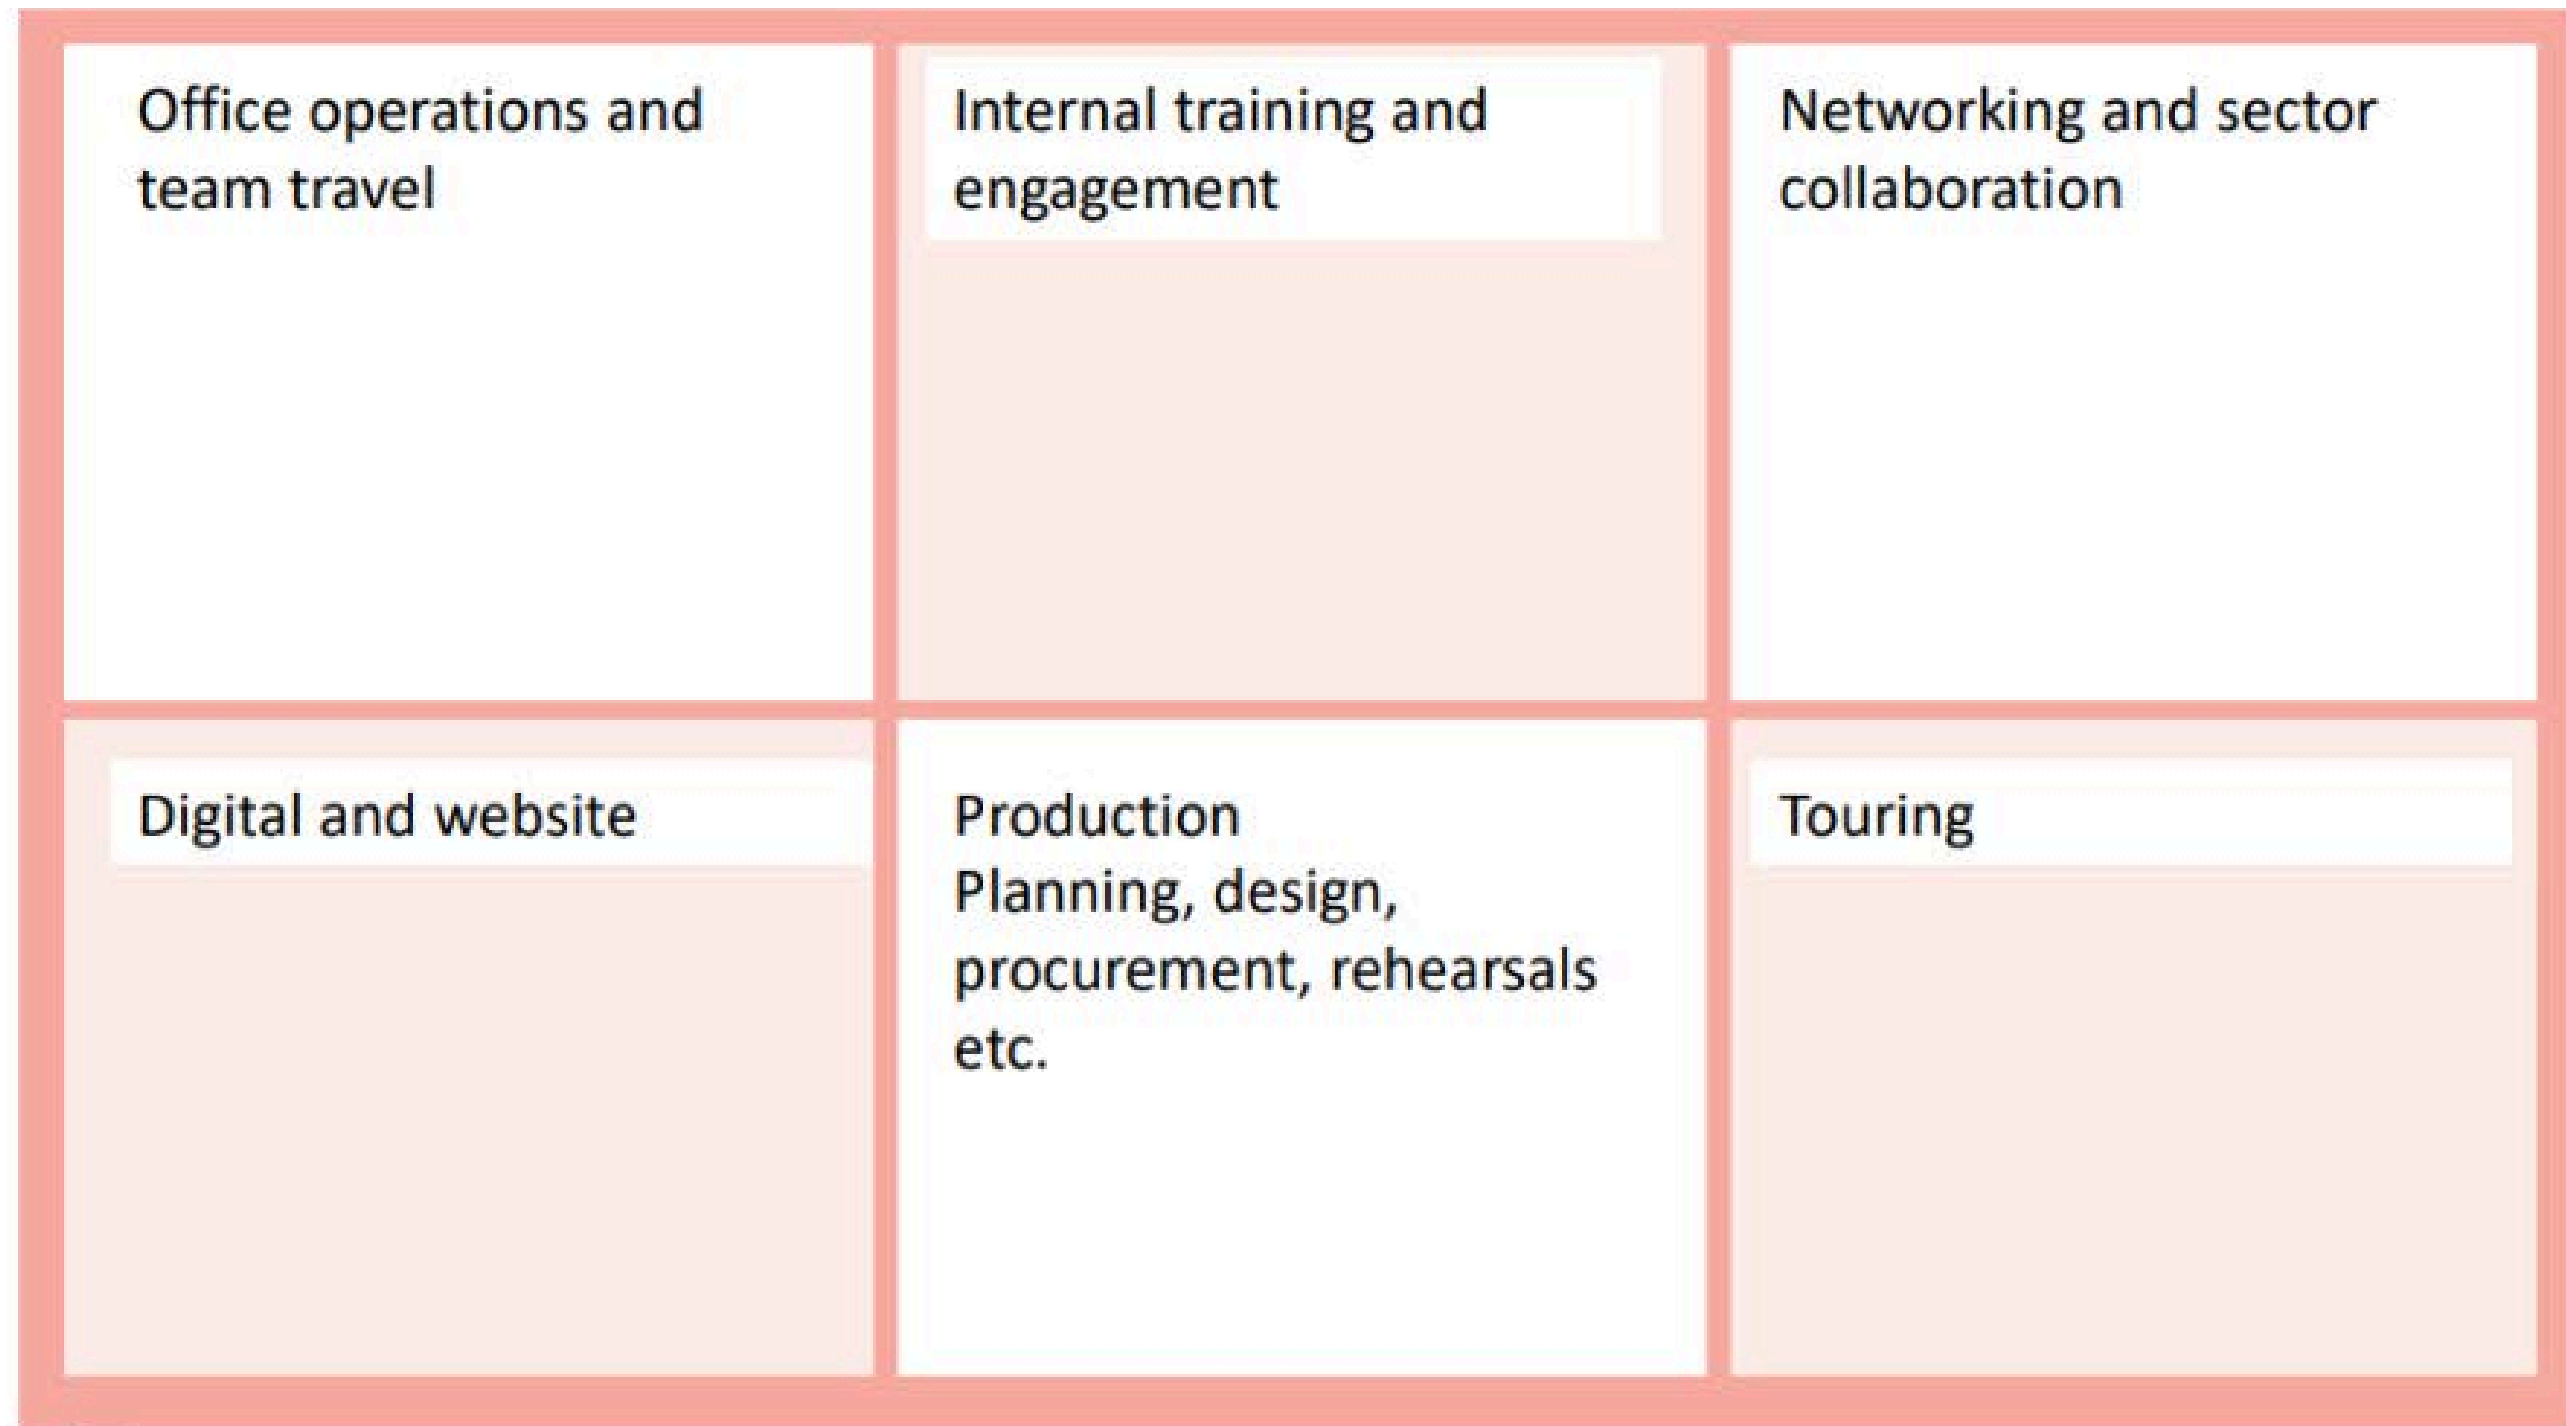 Office operations and
team travel
Internal training and
engagement
Networking and sector
collaboration
Digital and website
Production
Planning, design,
procurement, rehearsals
etc.
Touring